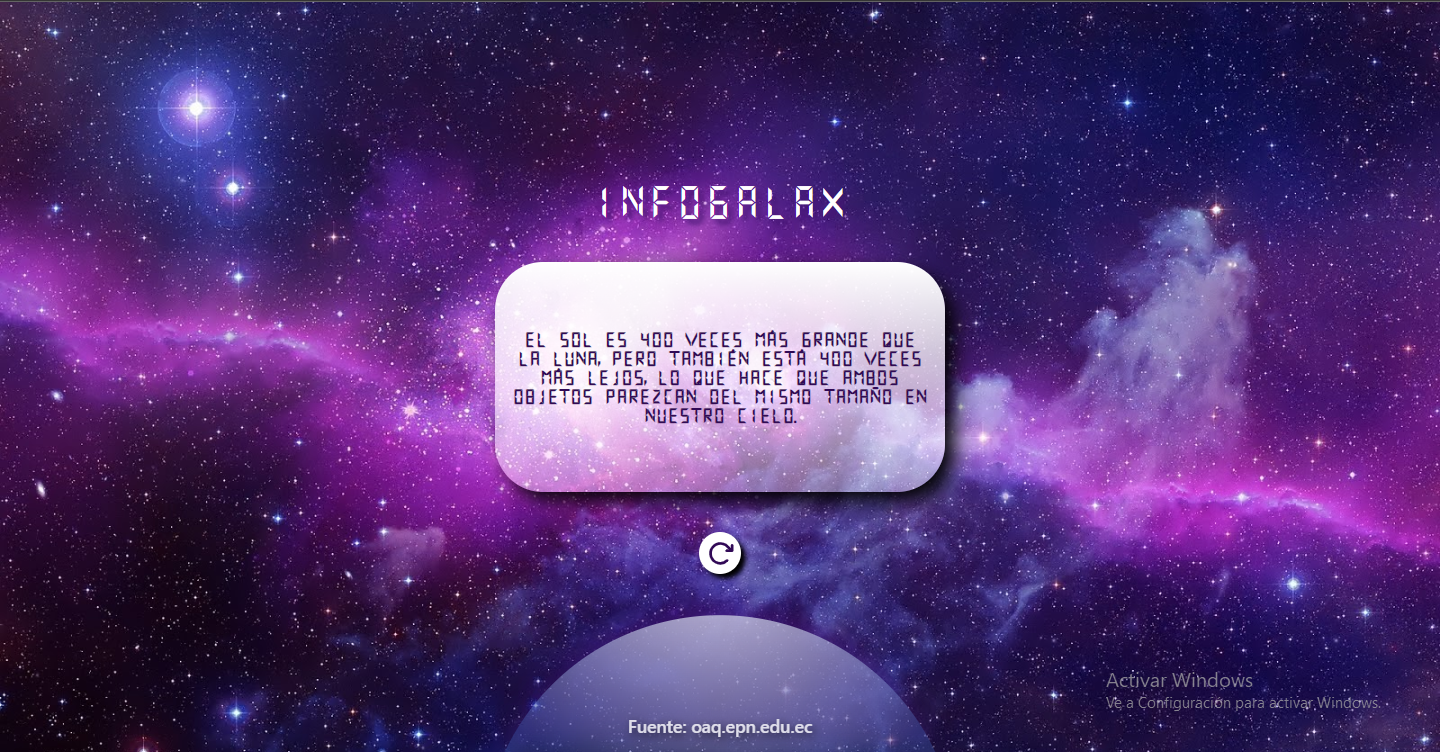 INFOGALAX
EL SOL ES 400 VECES MÁS GRANDE QUE
LA LUNA, PERO TAMBIÉN ESTÁ 400 VECES
MÁS LEJOS, LO QUE HACE QUE AMBOS
OBJETOS PAREZCAN DEL MISMO TAMAÑO EN
NUESTRO CIELO.
Fuente: oaq.epn.edu.ec
Activar Windows
Ve a Configuración para activar Windows.